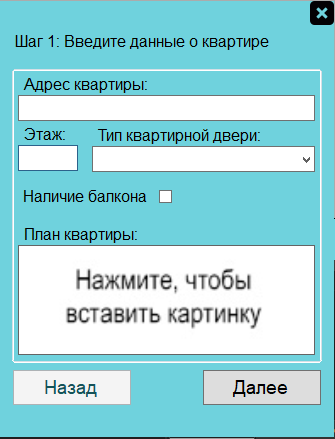 Шаг 1: Введите данные о квартире
Адрес квартиры:
Этаж: Тип квартирной двери:
Наличие балкона
План квартиры:
Нажмите, чтобы
вставить картинку
Назад Далее